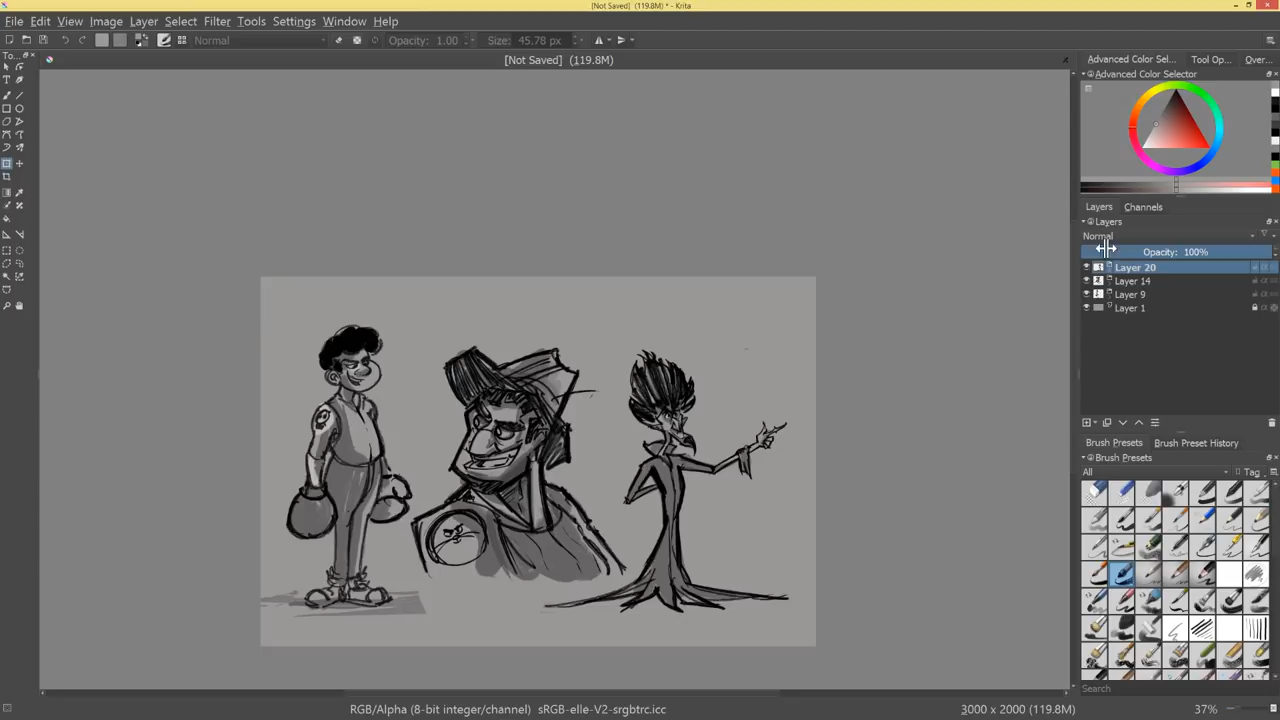 [Not Saved] (119.8M) * - Krita
File Edit View Image Layer Select Filter Tools Settings Window Help
Normal Opacity: 1.00 Size: 45.78 px
To... [Not Saved] (119.8M) Advanced Color Sel... Tool Op... Over...
Advanced Color Selector
Layers Channels
Layers
Normal
Opacity: 100%
Layer 20
Layer 14
Layer 9
Layer 1
Brush Presets Brush Preset History
Brush Presets
All Tag
Search
RGB/Alpha (8-bit integer/channel) sRGB-elle-V2-srgbtrc.icc 3000 x 2000 (119.8M) 37%